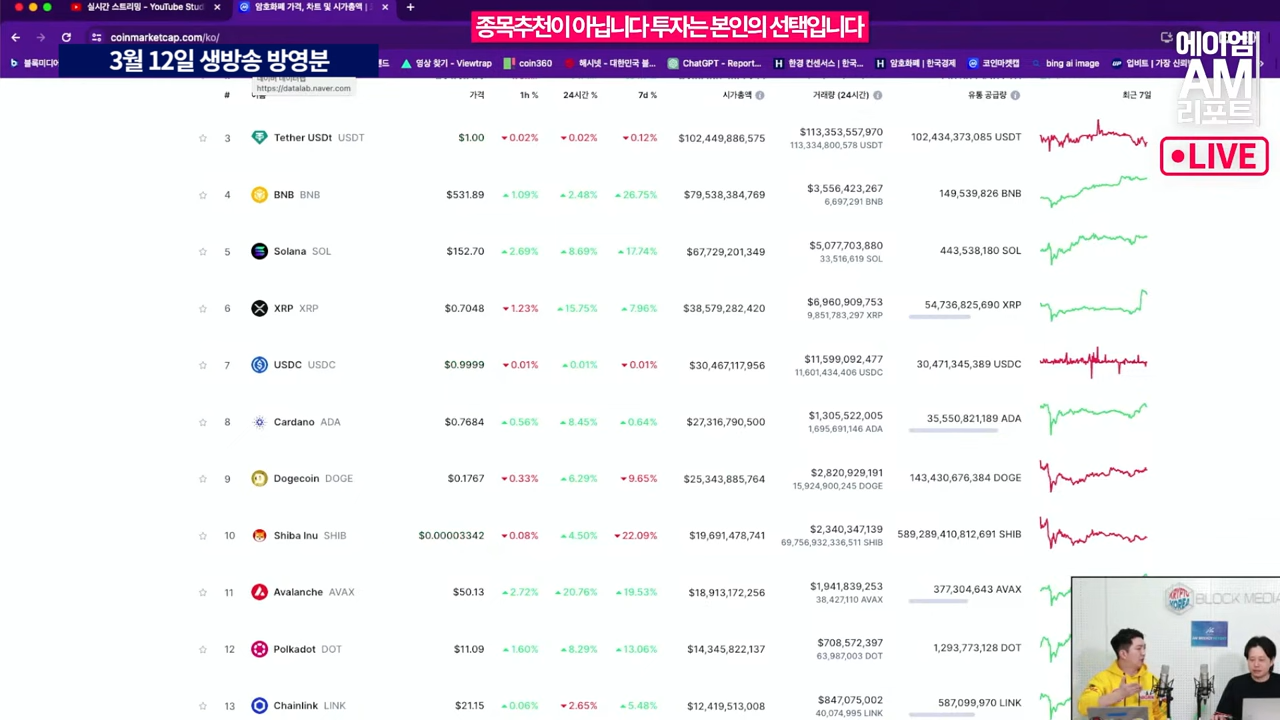 실시간 스트리밍 - YouTube Studi
암호화폐 가격, 차트 및 시가총액 |
종목추천이 아닙니다 투자는 본인의 선택입니다
coinmarketcap.com/ko/
3월 12일 생방송 방영분
블록미디어
영상 찾기 - Viewtrap
coin360
해시넷 - 대한민국 블...
ChatGPT - Report...
한경 컨센서스 | 한국...
암호화폐 | 한국경제
코인마켓캡
bing ai image
업비트 | 가장 신뢰
에이엠
AM
리포트
LIVE
https://datalab.naver.com
# 이름 가격 1h % 24시간 % 7d % 시가총액 거래량 (24시간) 유통 공급량 최근 7일
3 Tether USDt USDT $1.00 0.02% 0.02% 0.12% $102,449,886,575 $113,353,557,970 102,434,373,085 USDT
113,334,800,578 USDT
4 BNB BNB $531.89 1.09% 2.48% 26.75% $79,538,384,769 $3,556,423,267 149,539,826 BNB
6,697,291 BNB
5 Solana SOL $152.70 2.69% 8.69% 17.74% $67,729,201,349 $5,077,703,880 443,538,180 SOL
33,516,619 SOL
6 XRP XRP $0.7048 1.23% 15.75% 7.96% $38,579,282,420 $6,960,909,753 54,736,825,690 XRP
9,851,783,297 XRP
7 USDC USDC $0.9999 0.01% 0.01% 0.01% $30,467,117,956 $11,599,092,477 30,471,345,389 USDC
11,601,434,406 USDC
8 Cardano ADA $0.7684 0.56% 8.45% 0.64% $27,316,790,500 $1,305,522,005 35,550,821,189 ADA
1,695,691,146 ADA
9 Dogecoin DOGE $0.1767 0.33% 6.29% 9.65% $25,343,885,764 $2,820,929,191 143,430,676,384 DOGE
15,924,900,245 DOGE
10 Shiba Inu SHIB $0.00003342 0.08% 4.50% 22.09% $19,691,478,741 $2,340,347,139 589,289,410,812,691 SHIB
69,756,932,336,511 SHIB
11 Avalanche AVAX $50.13 2.72% 20.76% 19.53% $18,913,172,256 $1,941,839,253 377,304,643 AVAX
38,427,110 AVAX
12 Polkadot DOT $11.09 1.60% 8.29% 13.06% $14,345,822,137 $708,572,397 1,293,773,128 DOT
63,987,003 DOT
13 Chainlink LINK $21.15 0.06% 2.65% 5.48% $12,419,513,008 $847,075,002 587,099,970 LINK
40,074,995 LINK
KRYPTO KOREA
BLOCK MEDIA